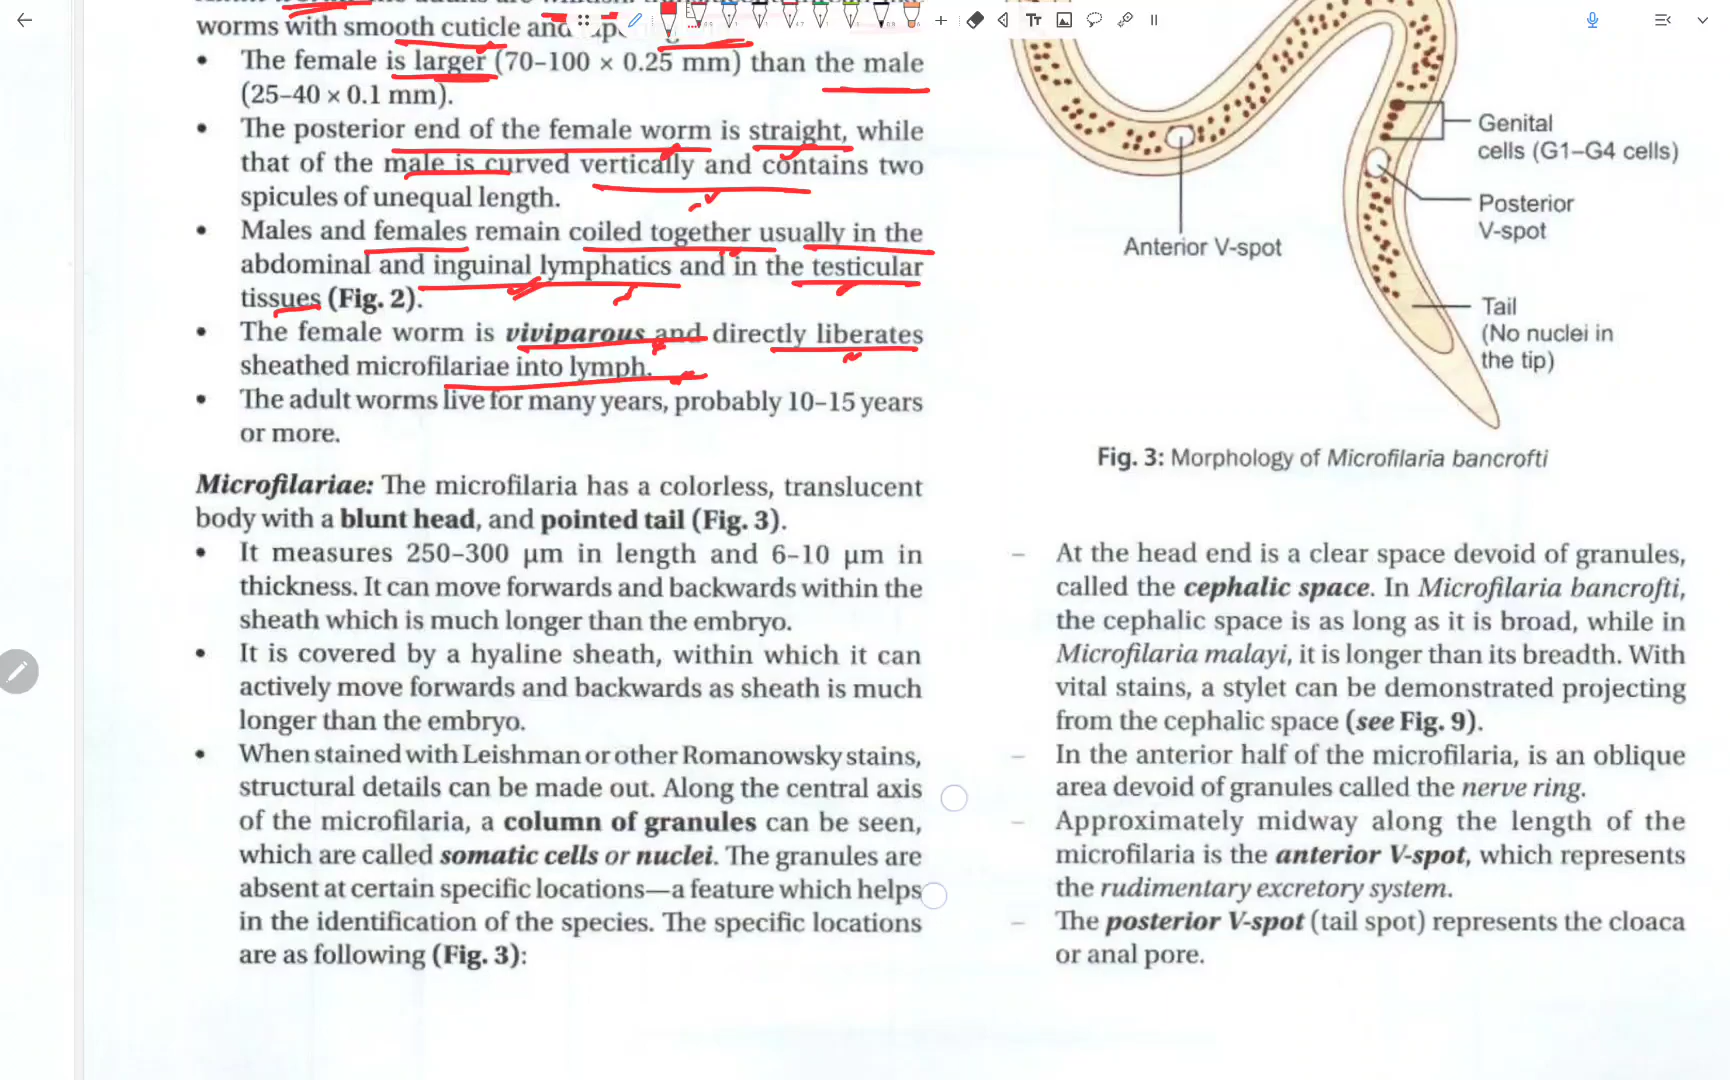 worms with smooth cuticle and
• The female is larger (70–100 × 0.25 mm) than the male
(25–40 × 0.1 mm).
• The posterior end of the female worm is straight, while
that of the male is curved vertically and contains two
spicules of unequal length.
• Males and females remain coiled together usually in the
abdominal and inguinal lymphatics and in the testicular
tissues (Fig. 2).
• The female worm is viviparous and directly liberates
sheathed microfilariae into lymph.
• The adult worms live for many years, probably 10–15 years
or more.
Microfilariae: The microfilaria has a colorless, translucent
body with a blunt head, and pointed tail (Fig. 3).
• It measures 250–300 μm in length and 6–10 μm in
thickness. It can move forwards and backwards within the
sheath which is much longer than the embryo.
• It is covered by a hyaline sheath, within which it can
actively move forwards and backwards as sheath is much
longer than the embryo.
• When stained with Leishman or other Romanowsky stains,
structural details can be made out. Along the central axis
of the microfilaria, a column of granules can be seen,
which are called somatic cells or nuclei. The granules are
absent at certain specific locations—a feature which helps
in the identification of the species. The specific locations
are as following (Fig. 3):
Genital
cells (G1–G4 cells)
Posterior
V-spot
Anterior V-spot
Tail
(No nuclei in
the tip)
Fig. 3: Morphology of Microfilaria bancrofti
– At the head end is a clear space devoid of granules,
called the cephalic space. In Microfilaria bancrofti,
the cephalic space is as long as it is broad, while in
Microfilaria malayi, it is longer than its breadth. With
vital stains, a stylet can be demonstrated projecting
from the cephalic space (see Fig. 9).
– In the anterior half of the microfilaria, is an oblique
area devoid of granules called the nerve ring.
– Approximately midway along the length of the
microfilaria is the anterior V-spot, which represents
the rudimentary excretory system.
– The posterior V-spot (tail spot) represents the cloaca
or anal pore.